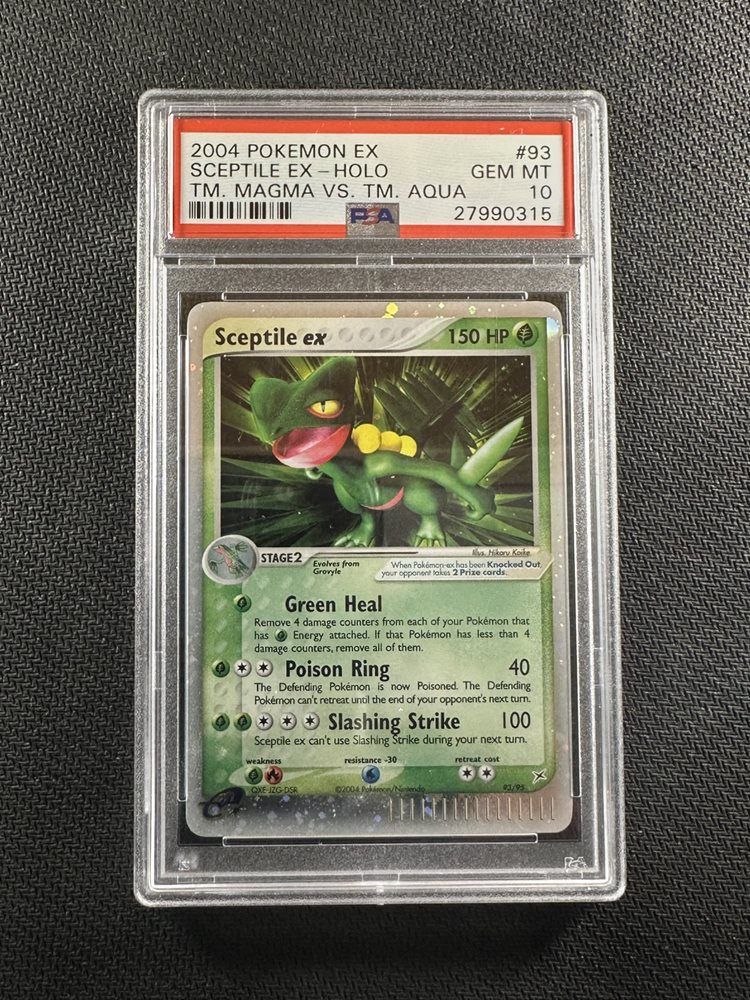 2004 POKEMON EX #93
SCEPTILE EX - HOLO GEM MT
TM. MAGMA VS. TM. AQUA 10
PSA 27990315
Sceptile ex 150 HP
Illus. Hikaru Koike
STAGE2 Evolves from
Grovyle
When Pokémon-ex has been Knocked Out,
your opponent takes 2 Prize cards.
Green Heal
Remove 4 damage counters from each of your Pokémon that
has Energy attached. If that Pokémon has less than 4
damage counters, remove all of them.
Poison Ring 40
The Defending Pokémon is now Poisoned. The Defending
Pokémon can't retreat until the end of your opponent's next turn.
Slashing Strike 100
Sceptile ex can't use Slashing Strike during your next turn.
weakness resistance -30 retreat cost
QXE-JZG-DSR ©2004 Pokémon/Nintendo 93/95